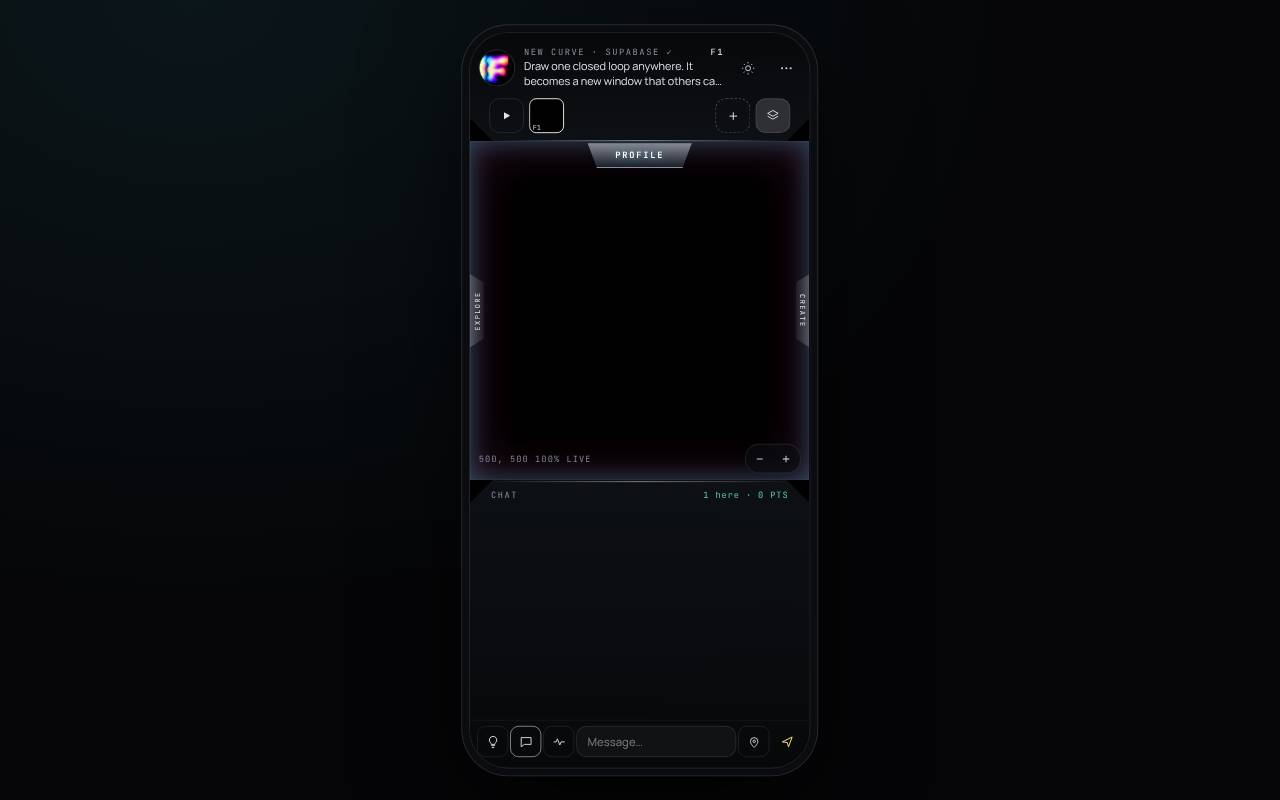 NEW CURVE · SUPABASE ✓ F1
Draw one closed loop anywhere. It
becomes a new window that others ca…
F1
PROFILE
EXPLORE
CREATE
500, 500 100% LIVE
CHAT
1 here · 0 PTS
Message…